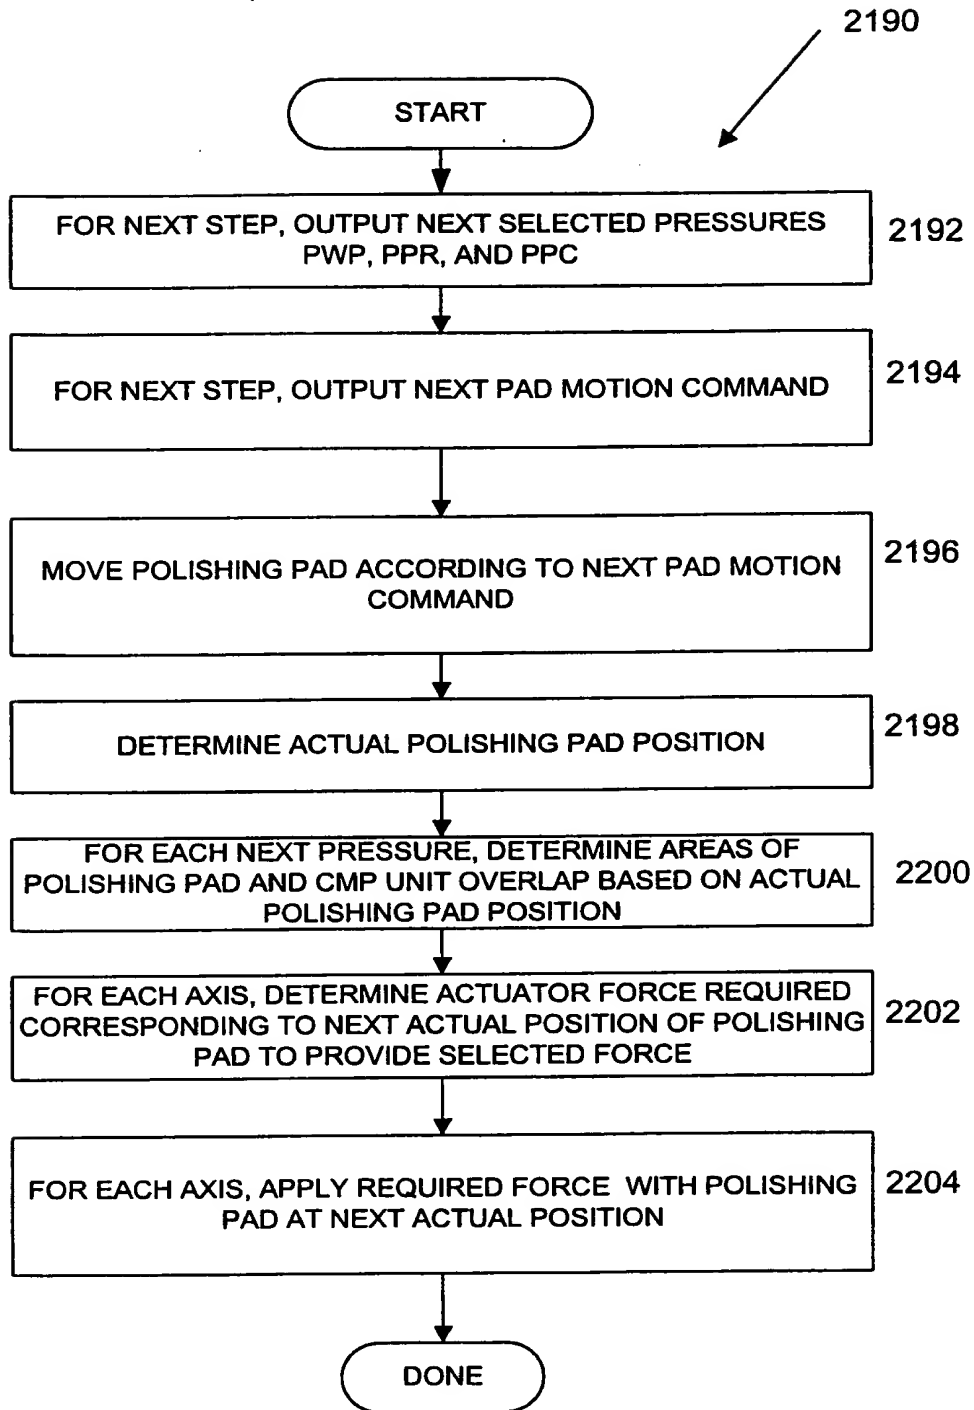 2190
START
FOR NEXT STEP, OUTPUT NEXT SELECTED PRESSURES
PWP, PPR, AND PPC
2192
FOR NEXT STEP, OUTPUT NEXT PAD MOTION COMMAND
2194
MOVE POLISHING PAD ACCORDING TO NEXT PAD MOTION
COMMAND
2196
DETERMINE ACTUAL POLISHING PAD POSITION
2198
FOR EACH NEXT PRESSURE, DETERMINE AREAS OF
POLISHING PAD AND CMP UNIT OVERLAP BASED ON ACTUAL
POLISHING PAD POSITION
2200
FOR EACH AXIS, DETERMINE ACTUATOR FORCE REQUIRED
CORRESPONDING TO NEXT ACTUAL POSITION OF POLISHING
PAD TO PROVIDE SELECTED FORCE
2202
FOR EACH AXIS, APPLY REQUIRED FORCE WITH POLISHING
PAD AT NEXT ACTUAL POSITION
2204
DONE